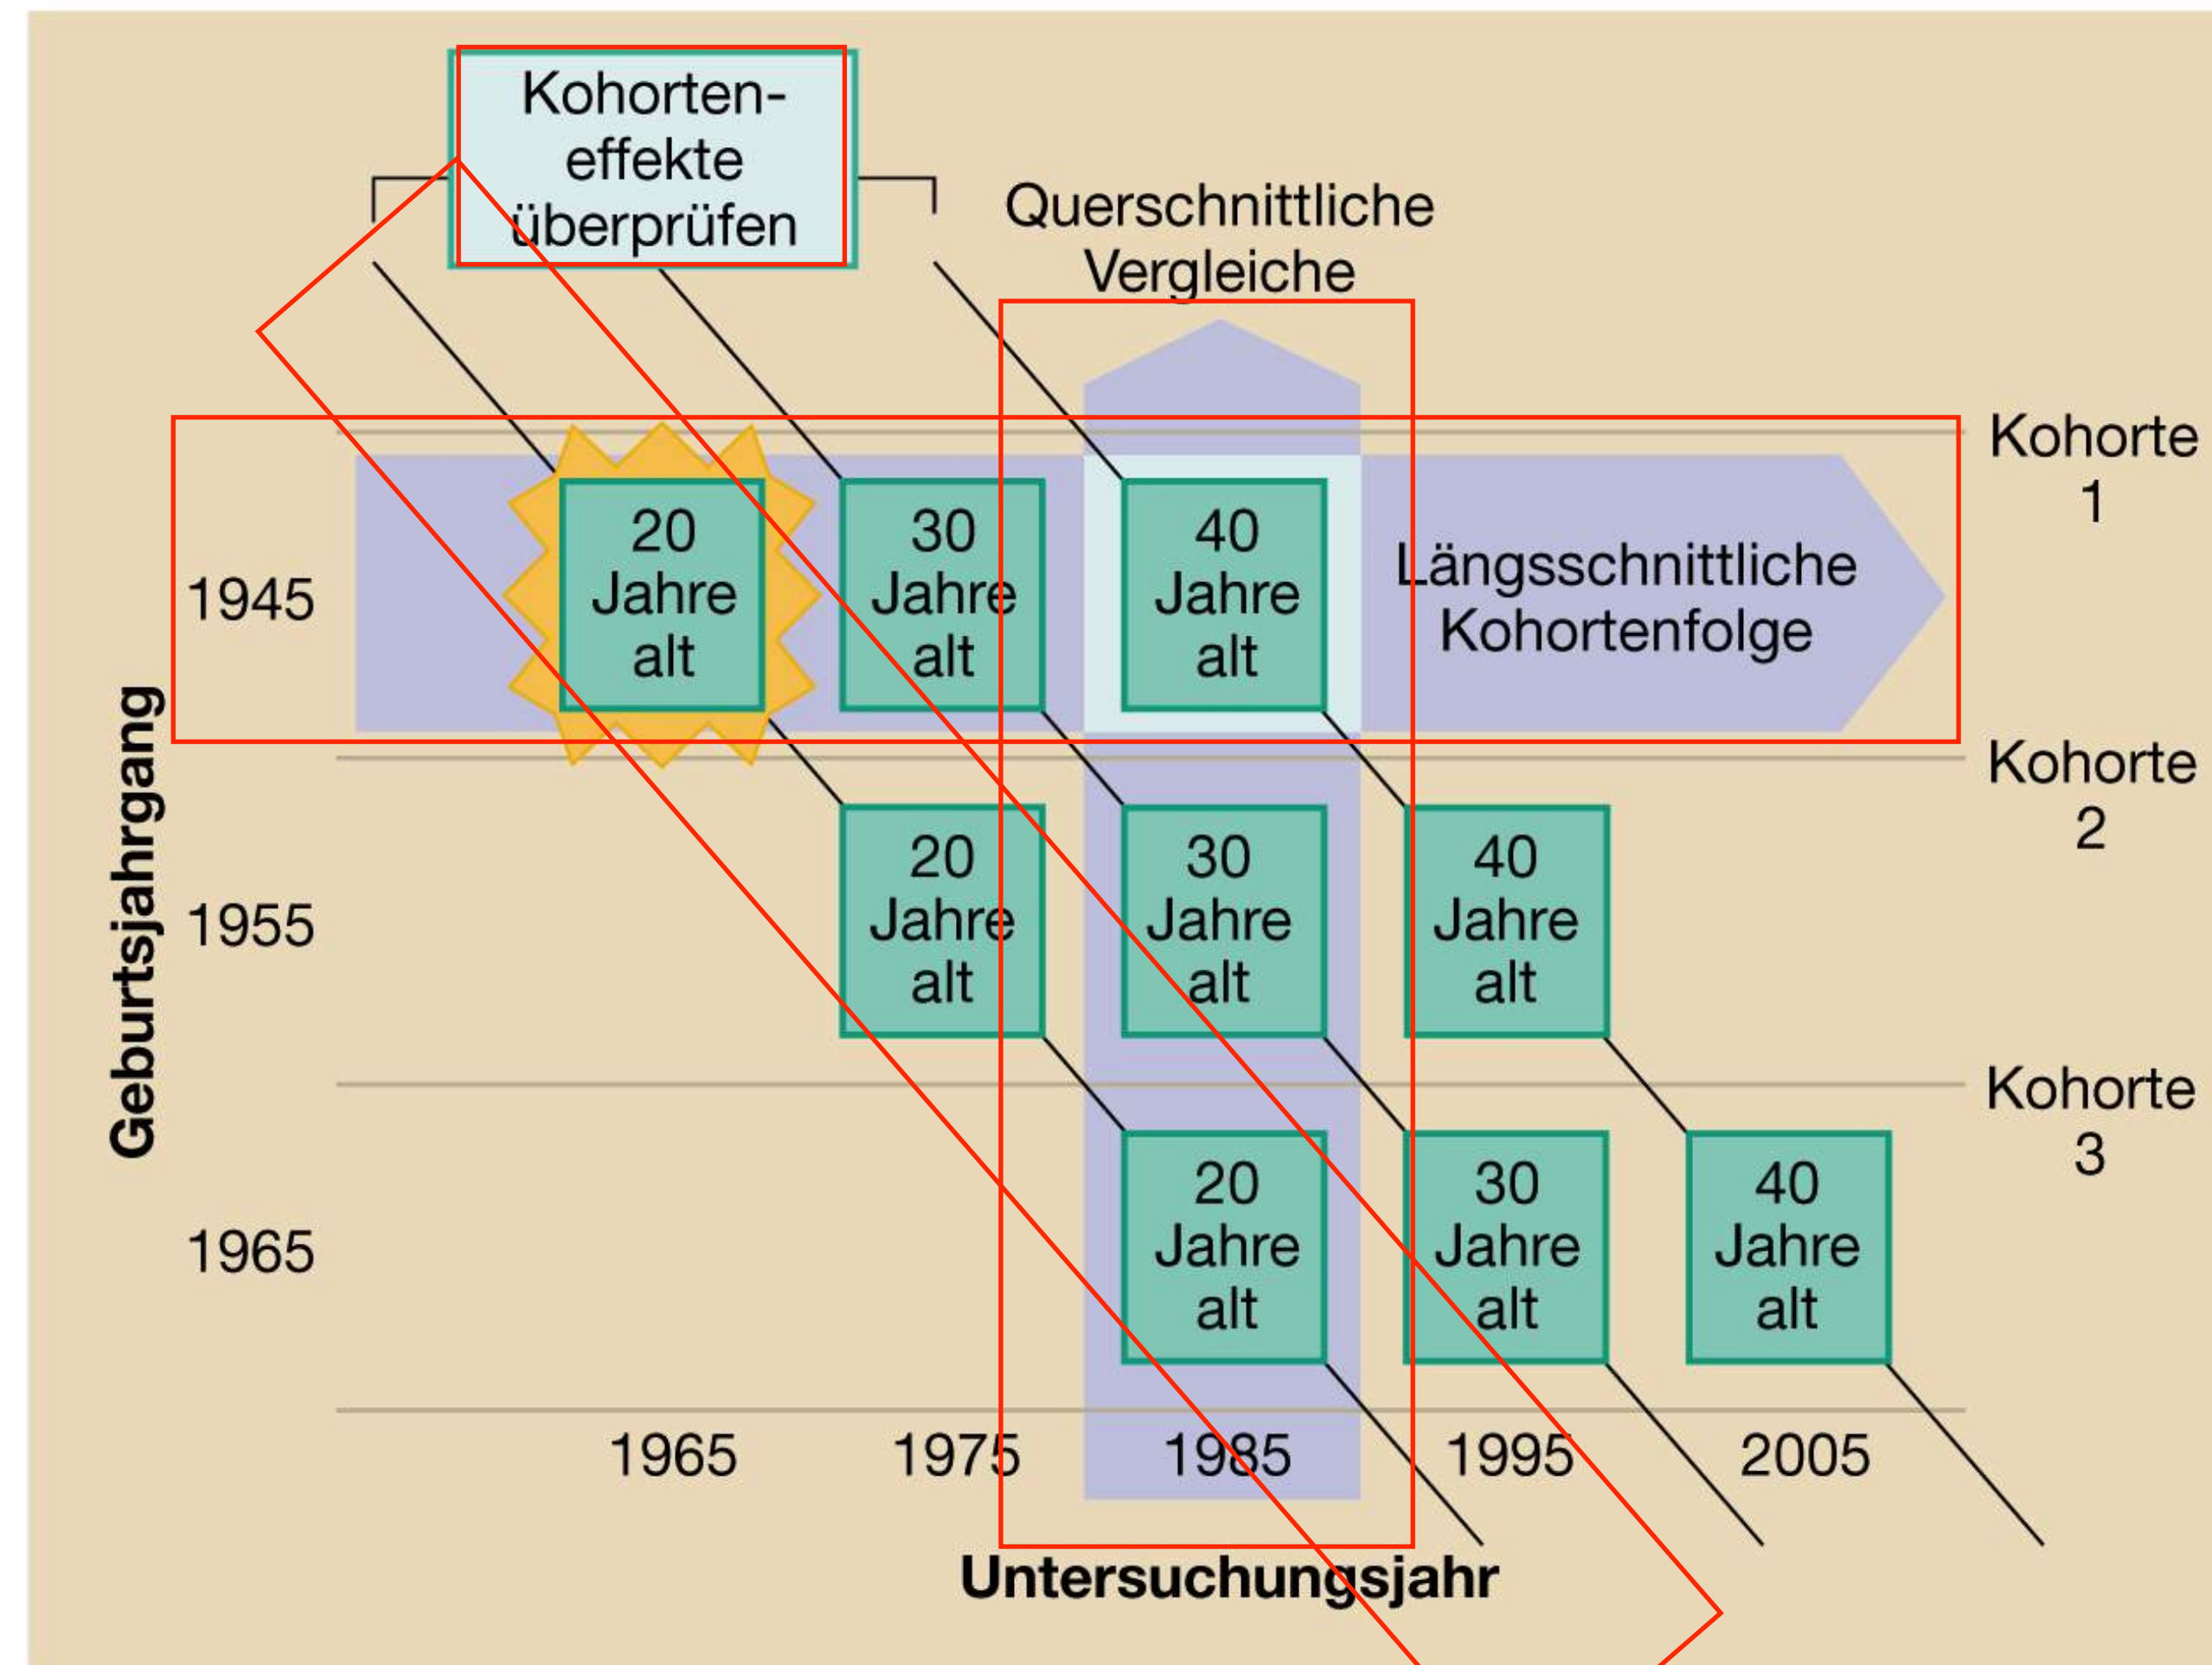 Kohorten-
effekte
überprüfen
Querschnittliche
Vergleiche
Kohorte
1
1945
20
Jahre
alt
30
Jahre
alt
40
Jahre
alt
Längsschnittliche
Kohortenfolge
Kohorte
2
Geburtsjahrgang
1955
20
Jahre
alt
30
Jahre
alt
40
Jahre
alt
Kohorte
3
1965
20
Jahre
alt
30
Jahre
alt
40
Jahre
alt
1965 1975 1985 1995 2005
Untersuchungsjahr